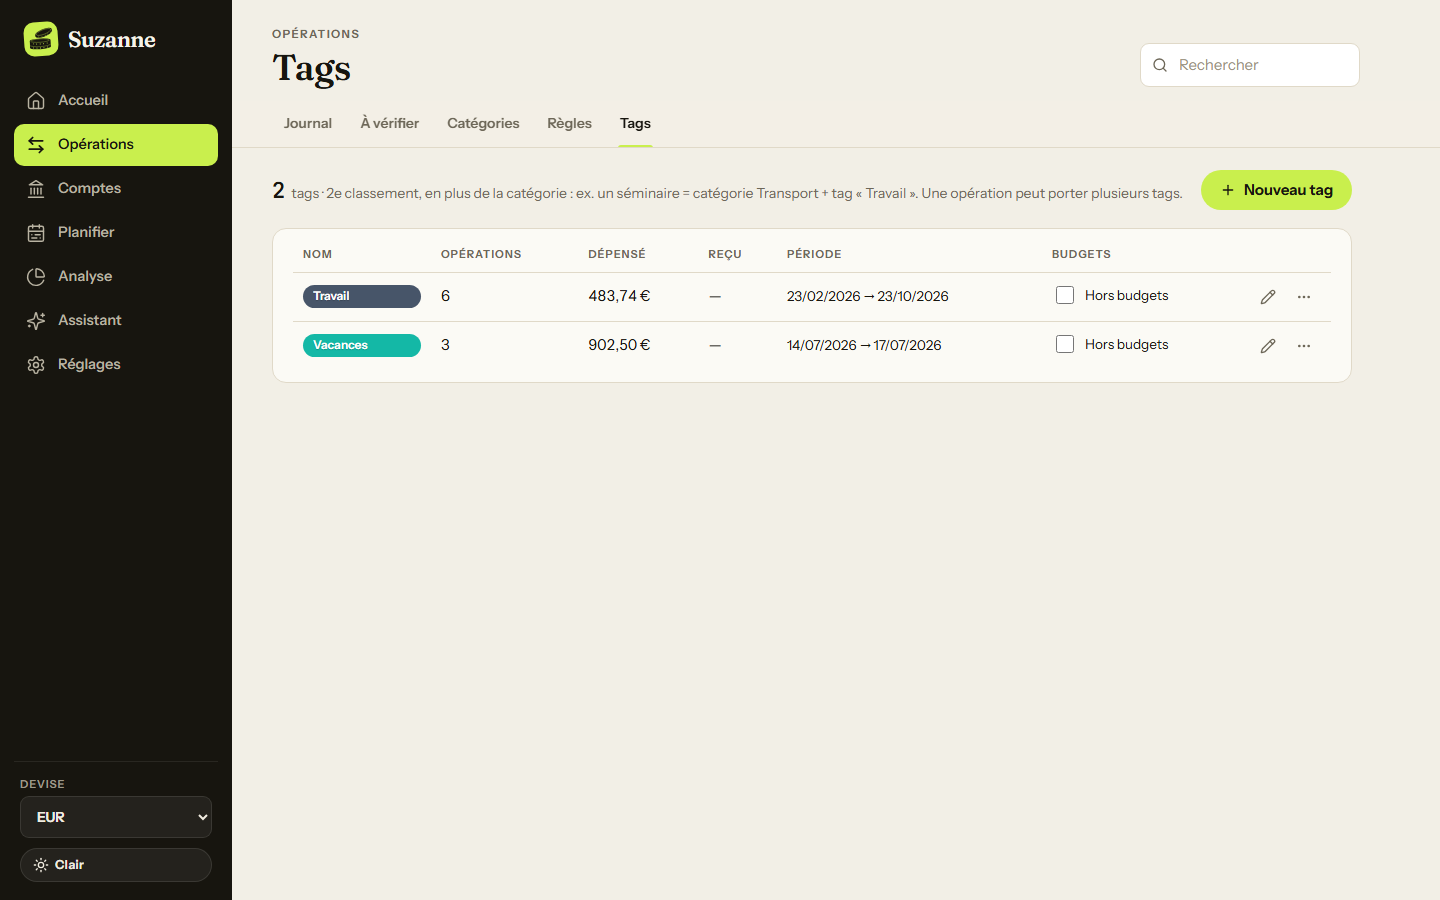 Suzanne
Accueil
Opérations
Comptes
Planifier
Analyse
Assistant
Réglages
DEVISE
EUR
Clair
OPÉRATIONS
Tags
Rechercher
Journal À vérifier Catégories Règles Tags
2 tags · 2e classement, en plus de la catégorie : ex. un séminaire = catégorie Transport + tag « Travail ». Une opération peut porter plusieurs tags.
Nouveau tag
NOM OPÉRATIONS DÉPENSÉ REÇU PÉRIODE BUDGETS
Travail 6 483,74 € — 23/02/2026 → 23/10/2026 Hors budgets
Vacances 3 902,50 € — 14/07/2026 → 17/07/2026 Hors budgets